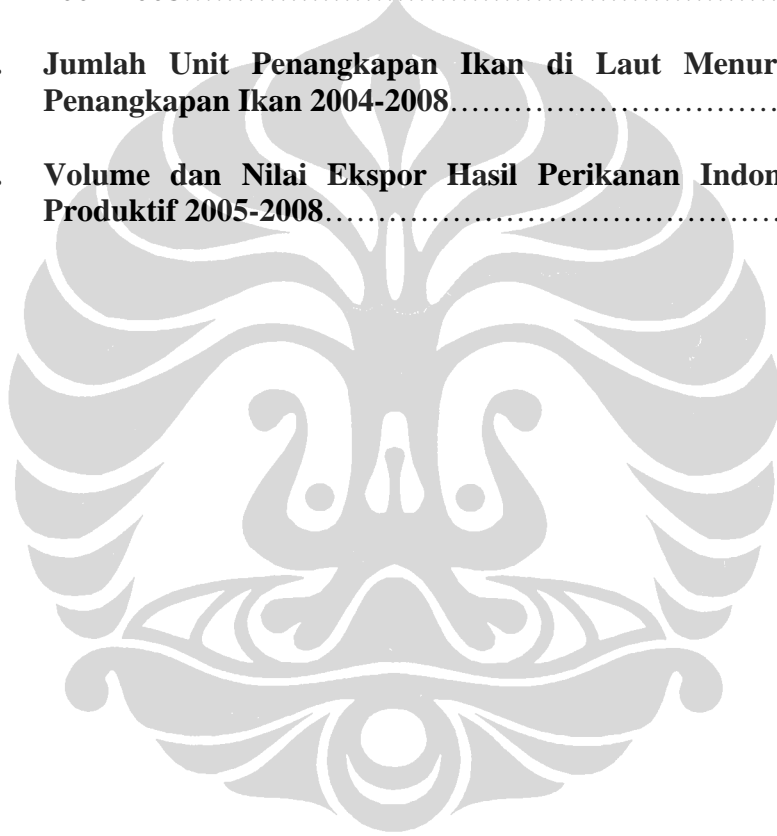 . Jumlah Unit Penangkapan Ikan di Laut Menur
Penangkapan Ikan 2004-2008……………………………
. Volume dan Nilai Ekspor Hasil Perikanan Indon
Produktif 2005-2008……………………………………